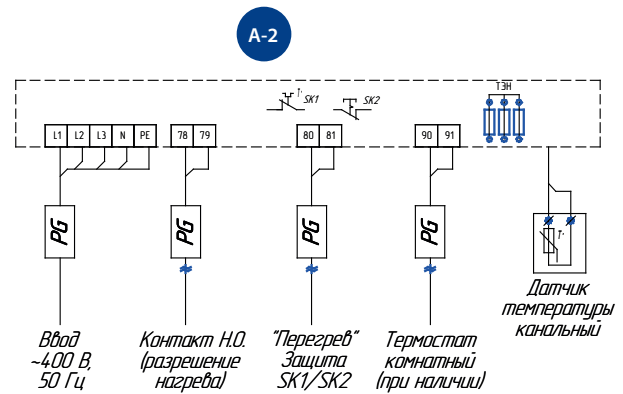 А-2
ТЭН
SK1
SK2
t°
L1 L2 L3 N PE 78 79 80 81 90 91
PG PG PG PG
t°
Ввод
~400 В,
50 Гц
Контакт Н.О.
(разрешение
нагрева)
"Перегрев"
Защита
SK1/SK2
Термостат
комнатный
(при наличии)
Датчик
температуры
канальный